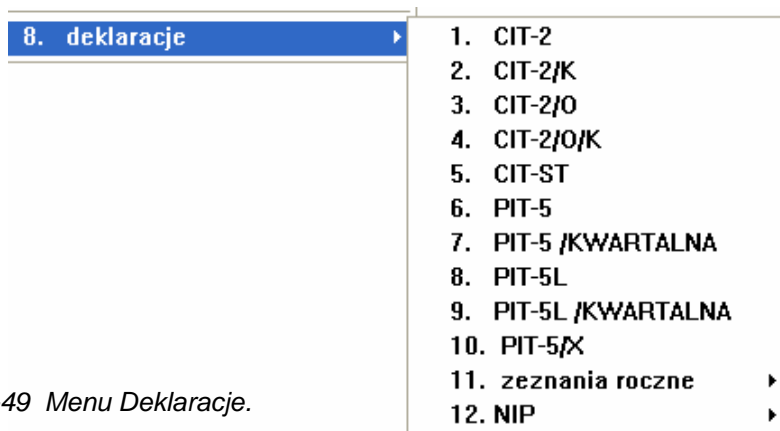 8. deklaracje
1. CIT-2
2. CIT-2/K
3. CIT-2/O
4. CIT-2/O/K
5. CIT-ST
6. PIT-5
7. PIT-5 /KWARTALNA
8. PIT-5L
9. PIT-5L /KWARTALNA
10. PIT-5/X
11. zeznania roczne
12. NIP
49 Menu Deklaracje.